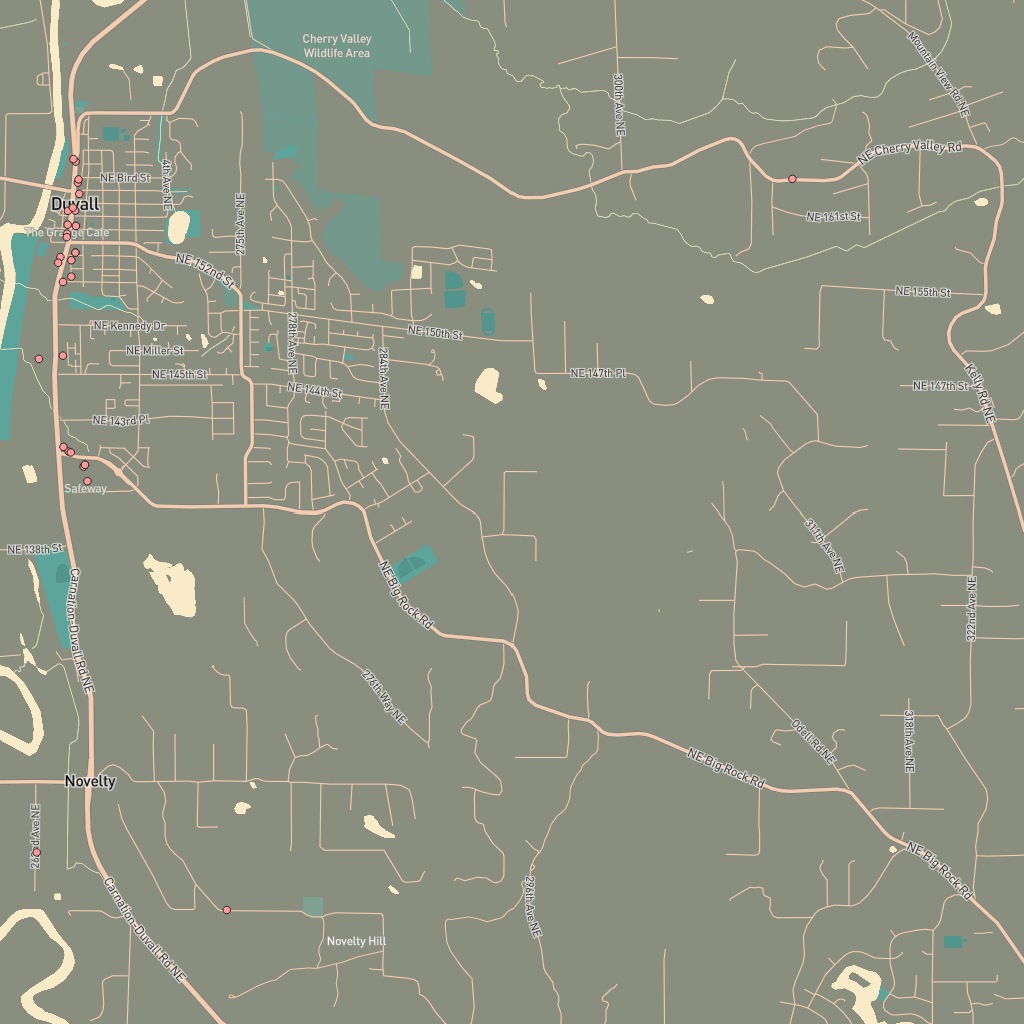 Cherry Valley
Wildlife Area
Mountain View Rd NE
300th Ave NE
NE Cherry Valley Rd
4th Ave NE
NE Bird St
Duvall
NE 161st St
275th Ave NE
The Grange Cafe
NE 152nd St
NE 155th St
NE Kennedy Dr
278th Ave NE
NE 150th St
NE Miller St
284th Ave NE
NE 145th St
NE 147th Pl
NE 147th St
Kelly Rd NE
NE 144th St
NE 143rd Pl
Safeway
NE 138th St
311th Ave NE
NE Big Rock Rd
322nd Ave NE
Carnation-Duvall Rd NE
276th Way NE
318th Ave NE
Odell Rd NE
NE Big Rock Rd
Novelty
262nd Ave NE
NE Big Rock Rd
296th Ave NE
Carnation-Duvall Rd NE
Novelty Hill